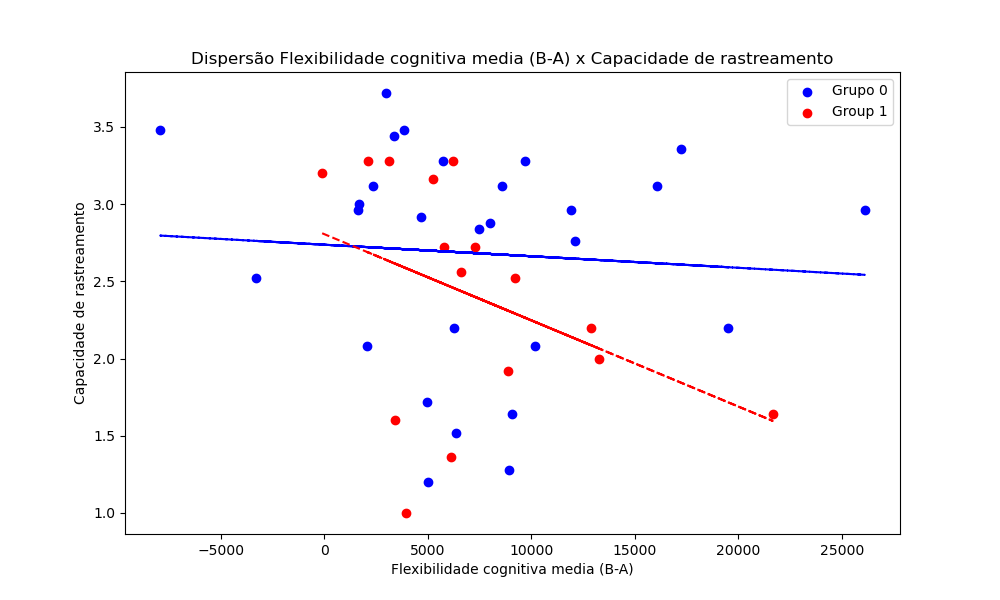 Dispersão Flexibilidade cognitiva media (B-A) x Capacidade de rastreamento
Grupo 0
Group 1
Capacidade de rastreamento
3.5
3.0
2.5
2.0
1.5
1.0
−5000 0 5000 10000 15000 20000 25000
Flexibilidade cognitiva media (B-A)